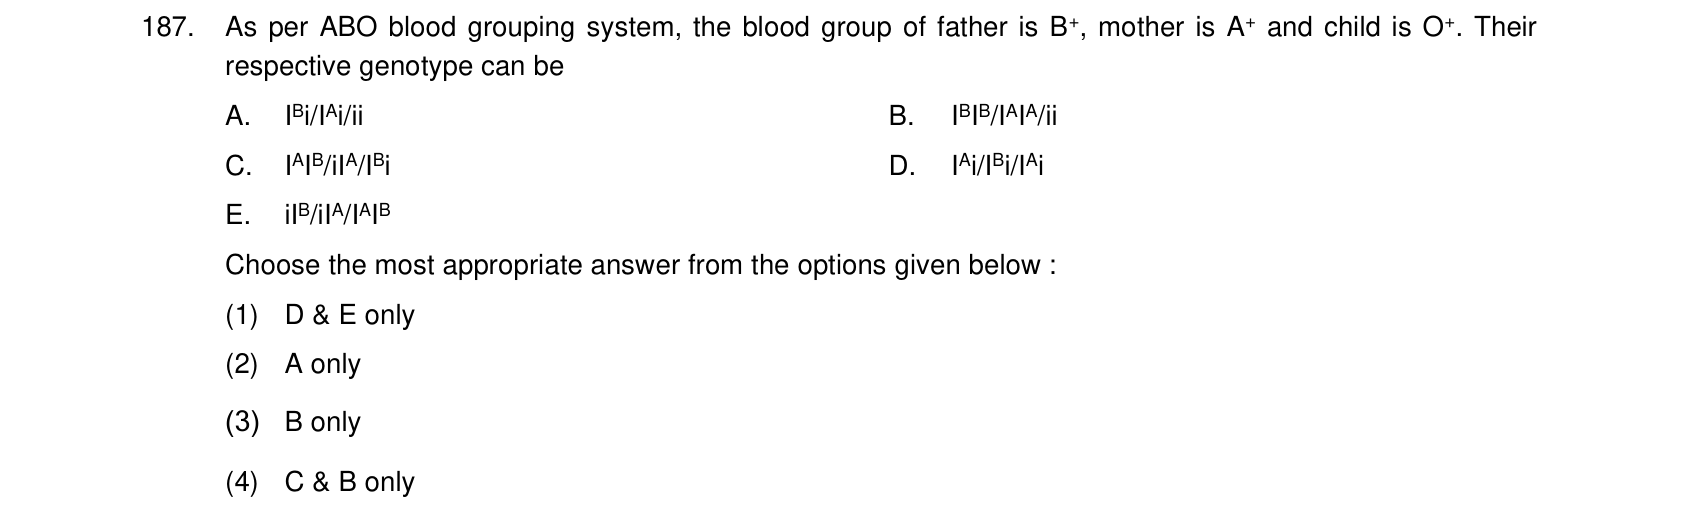 187. As per ABO blood grouping system, the blood group of father is B⁺, mother is A⁺ and child is O⁺. Their
respective genotype can be
A. Iᴮi/Iᴬi/ii B. IᴮIᴮ/IᴬIᴬ/ii
C. IᴬIᴮ/iIᴬ/Iᴮi D. Iᴬi/Iᴮi/Iᴬi
E. iIᴮ/iIᴬ/IᴬIᴮ
Choose the most appropriate answer from the options given below :
(1) D & E only
(2) A only
(3) B only
(4) C & B only